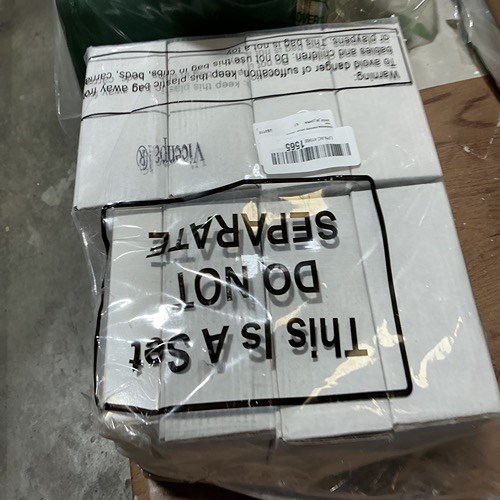 Warning:
To avoid danger of suffocation, keep this plastic bag away from
babies and children. Do not use this bag in cribs, beds, carriages
or playpens. This bag is not a toy.
1565
Vicenpal®
This Is A Set
DO NOT
SEPARATE